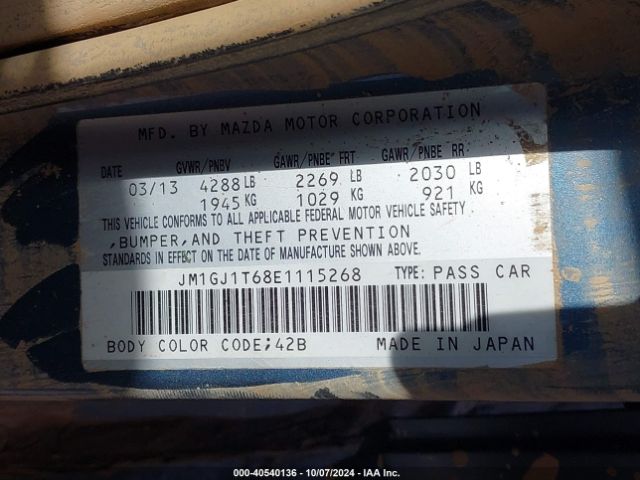 MFD. BY MAZDA MOTOR CORPORATION
DATE GVWR/PNBV GAWR/PNBE FRT GAWR/PNBE RR
03/13 4288 LB 2269 LB 2030 LB
1945 KG 1029 KG 921 KG
THIS VEHICLE CONFORMS TO ALL APPLICABLE FEDERAL MOTOR VEHICLE SAFETY
,BUMPER,AND THEFT PREVENTION
STANDARDS IN EFFECT ON THE DATE OF MANUFACTURE SHOWN ABOVE.
JM1GJ1T68E1115268 TYPE: PASS CAR
BODY COLOR CODE;42B MADE IN JAPAN
000-40540136 - 10/07/2024 - IAA Inc.